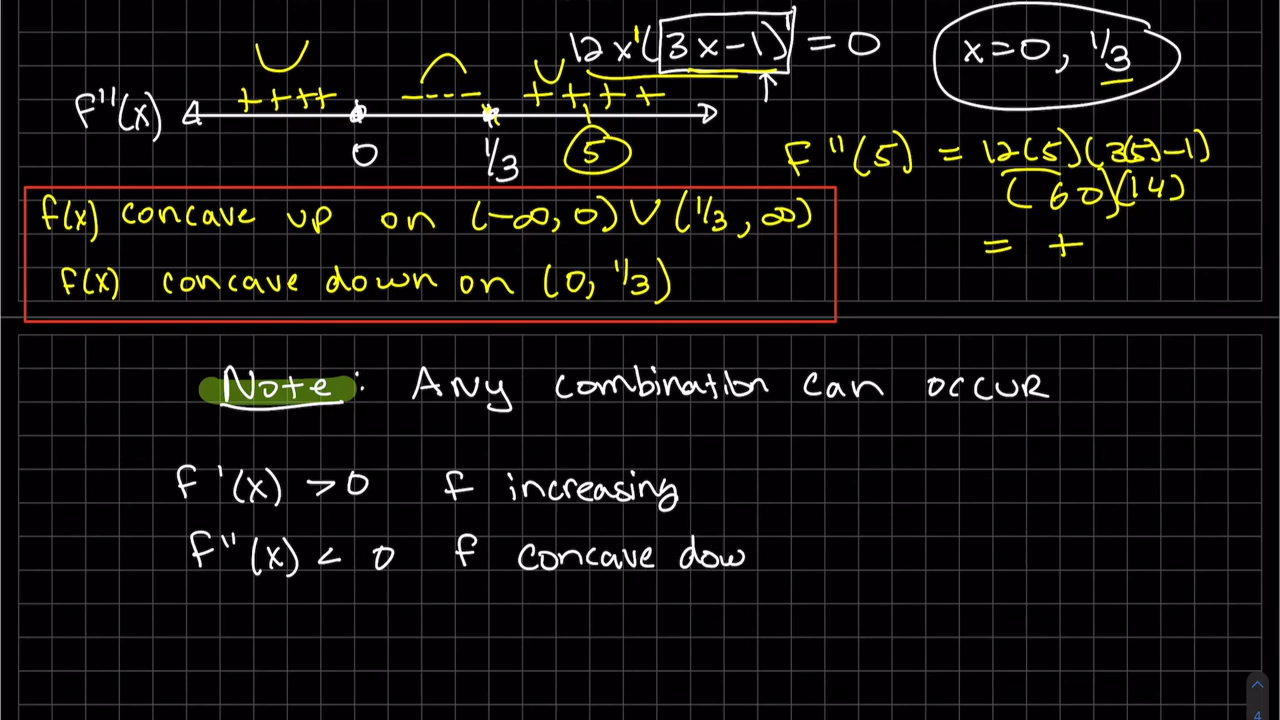 12x'(3x-1)' = 0
x=0, 1/3
++++ ---- ++++
f''(x)
0 1/3 5
f''(5) = 12(5)(3(5)-1)
(60)(14)
= +
f(x) concave up on (-∞, 0) ∪ (1/3, ∞)
f(x) concave down on (0, 1/3)
Note: Any combination can occur
f'(x) > 0 f increasing
f''(x) < 0 f concave dow
4